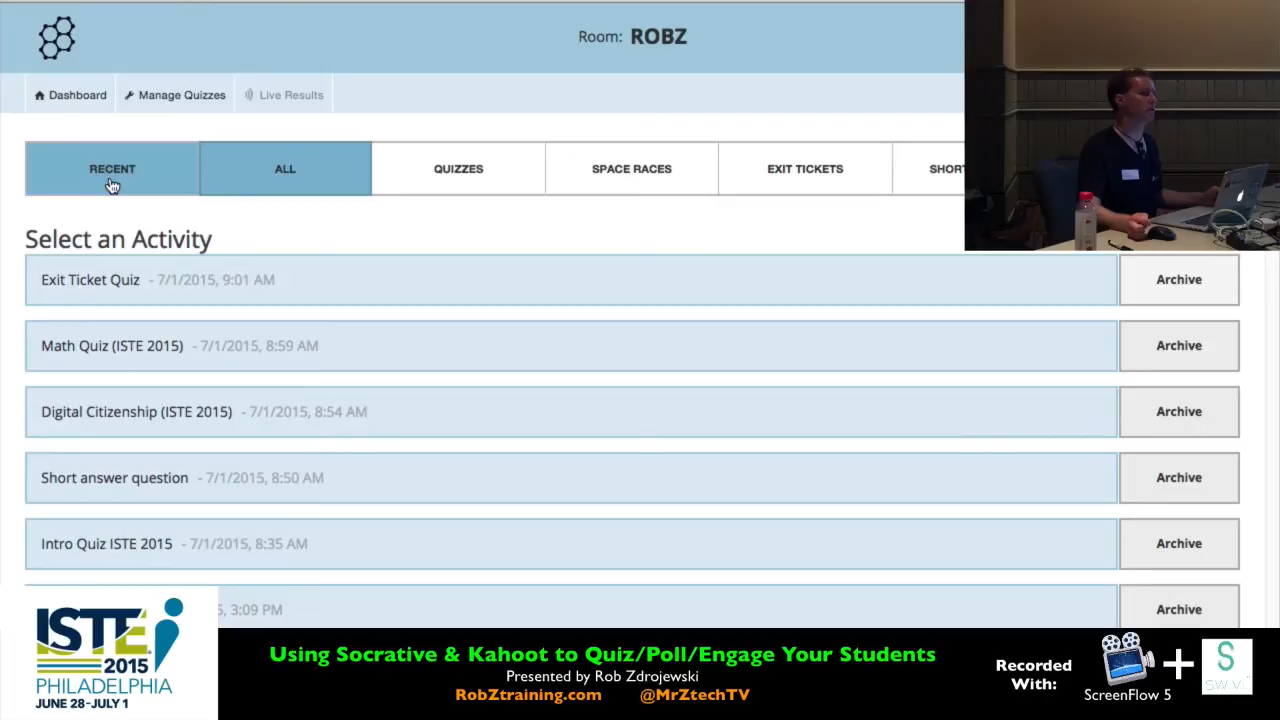 Room: ROBZ
Dashboard
Manage Quizzes
Live Results
RECENT
ALL
QUIZZES
SPACE RACES
EXIT TICKETS
SHOR
Select an Activity
Exit Ticket Quiz - 7/1/2015, 9:01 AM
Archive
Math Quiz (ISTE 2015) - 7/1/2015, 8:59 AM
Archive
Digital Citizenship (ISTE 2015) - 7/1/2015, 8:54 AM
Archive
Short answer question - 7/1/2015, 8:50 AM
Archive
Intro Quiz ISTE 2015 - 7/1/2015, 8:35 AM
Archive
5, 3:09 PM
Archive
ISTE
2015
PHILADELPHIA
JUNE 28-JULY 1
Using Socrative & Kahoot to Quiz/Poll/Engage Your Students
Presented by Rob Zdrojewski
RobZtraining.com @MrZtechTV
Recorded
With:
ScreenFlow 5
+
S
SWIVL